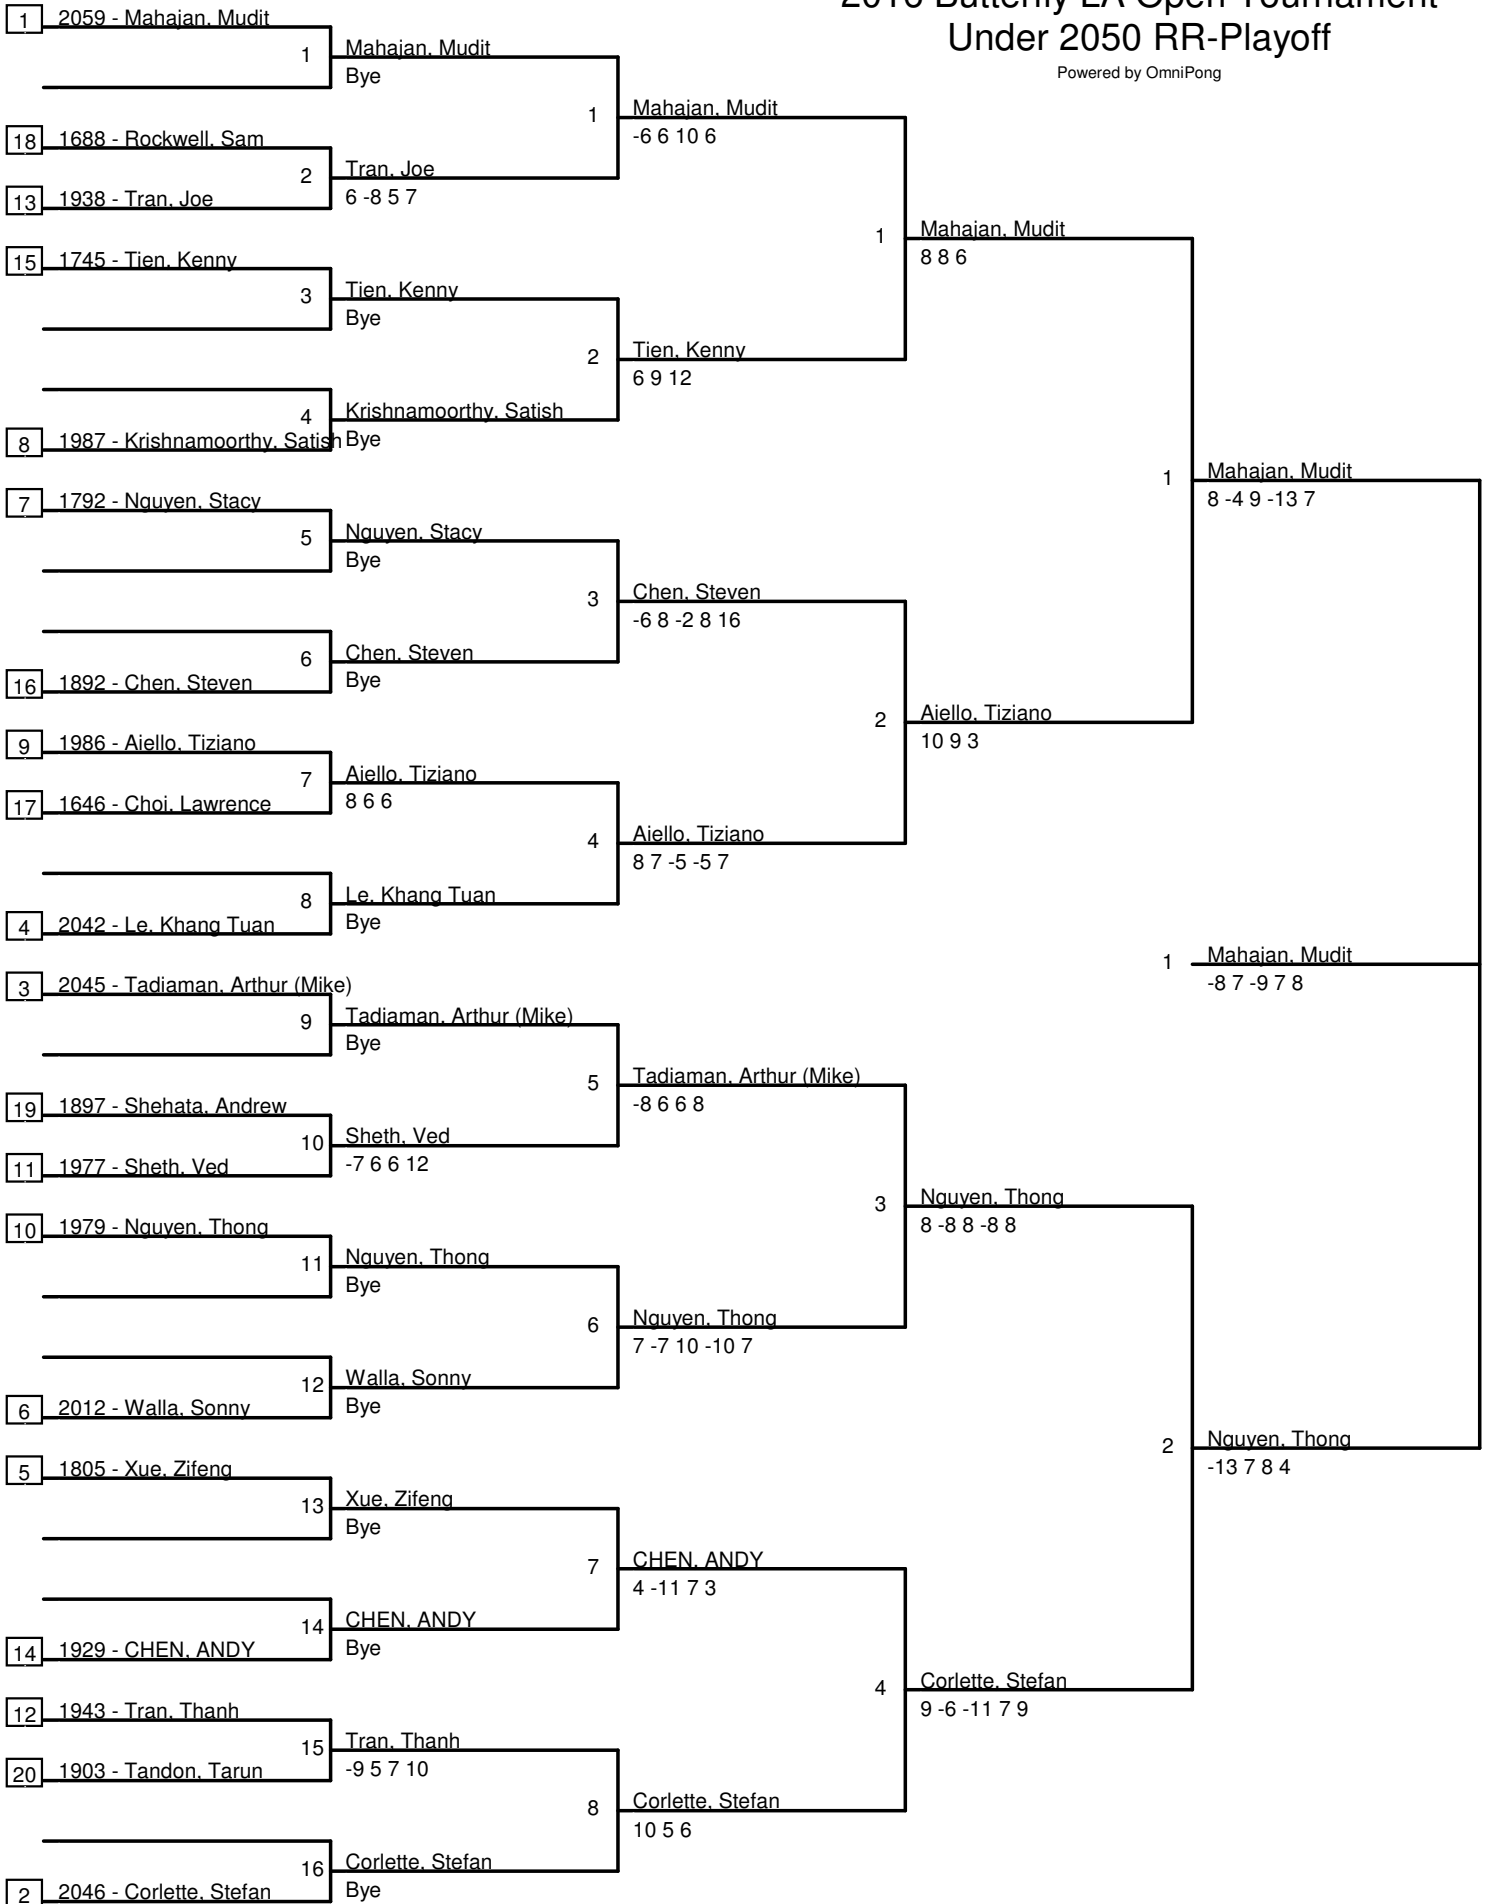 2016 Butterfly LA Open Tournament
Under 2050 RR-Playoff
Powered by OmniPong
1 2059 - Mahajan, Mudit
1 Mahajan, Mudit
Bye
1 Mahajan, Mudit
-6 6 10 6
18 1688 - Rockwell, Sam
2 Tran, Joe
6 -8 5 7
13 1938 - Tran, Joe
1 Mahajan, Mudit
8 8 6
15 1745 - Tien, Kenny
3 Tien, Kenny
Bye
2 Tien, Kenny
6 9 12
4 Krishnamoorthy, Satish
Bye
8 1987 - Krishnamoorthy, Satish
1 Mahajan, Mudit
8 -4 9 -13 7
7 1792 - Nguyen, Stacy
5 Nguyen, Stacy
Bye
3 Chen, Steven
-6 8 -2 8 16
6 Chen, Steven
Bye
16 1892 - Chen, Steven
2 Aiello, Tiziano
10 9 3
9 1986 - Aiello, Tiziano
7 Aiello, Tiziano
8 6 6
17 1646 - Choi, Lawrence
4 Aiello, Tiziano
8 7 -5 -5 7
8 Le, Khang Tuan
Bye
4 2042 - Le, Khang Tuan
1 Mahajan, Mudit
-8 7 -9 7 8
3 2045 - Tadiaman, Arthur (Mike)
9 Tadiaman, Arthur (Mike)
Bye
5 Tadiaman, Arthur (Mike)
-8 6 6 8
19 1897 - Shehata, Andrew
10 Sheth, Ved
-7 6 6 12
11 1977 - Sheth, Ved
3 Nguyen, Thong
8 -8 8 -8 8
10 1979 - Nguyen, Thong
11 Nguyen, Thong
Bye
6 Nguyen, Thong
7 -7 10 -10 7
12 Walla, Sonny
Bye
6 2012 - Walla, Sonny
2 Nguyen, Thong
-13 7 8 4
5 1805 - Xue, Zifeng
13 Xue, Zifeng
Bye
7 CHEN, ANDY
4 -11 7 3
14 CHEN, ANDY
Bye
14 1929 - CHEN, ANDY
4 Corlette, Stefan
9 -6 -11 7 9
12 1943 - Tran, Thanh
15 Tran, Thanh
-9 5 7 10
20 1903 - Tandon, Tarun
8 Corlette, Stefan
10 5 6
16 Corlette, Stefan
Bye
2 2046 - Corlette, Stefan